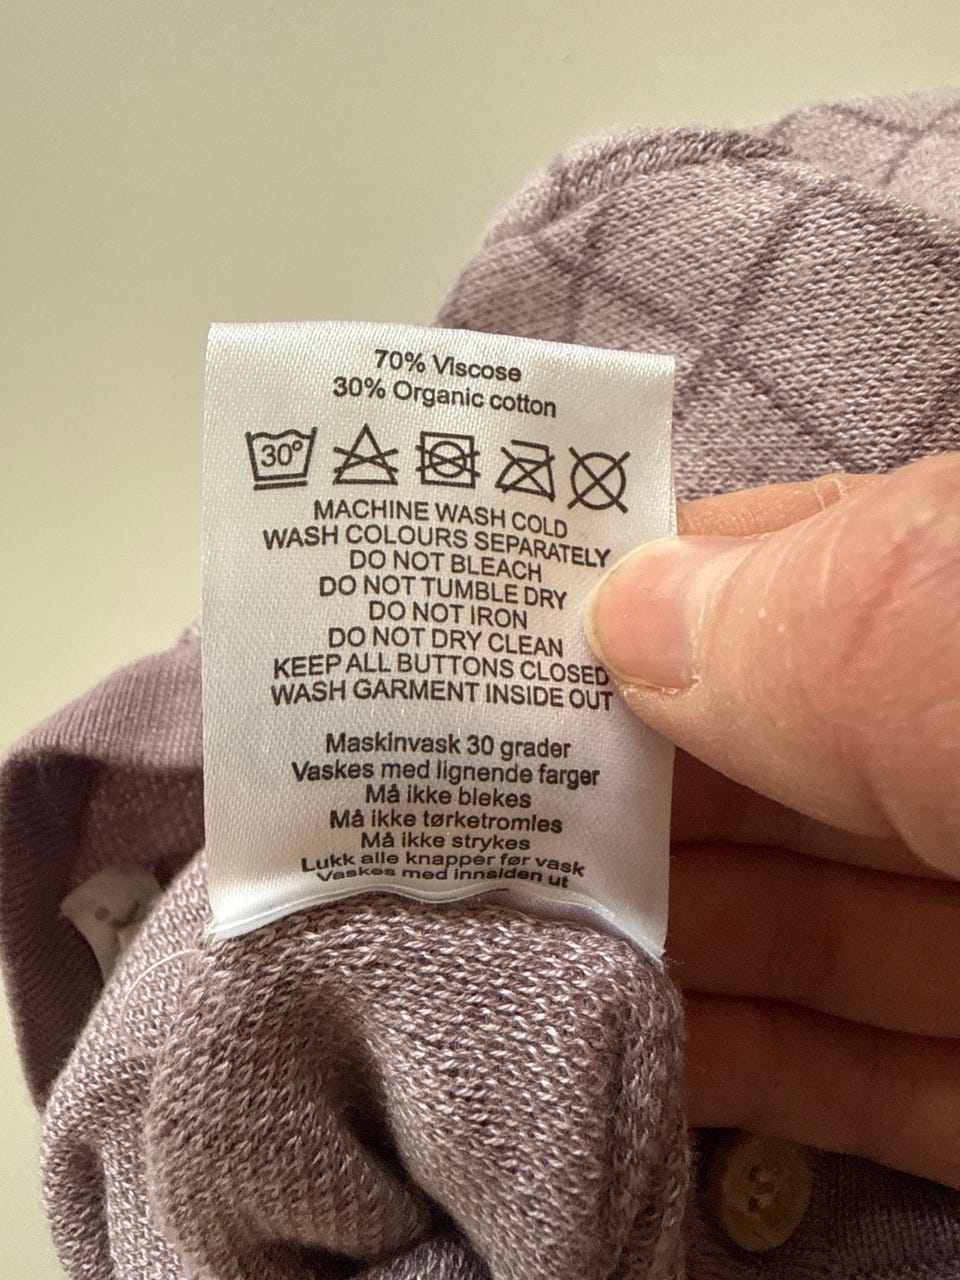 70% Viscose
30% Organic cotton
30°
MACHINE WASH COLD
WASH COLOURS SEPARATELY
DO NOT BLEACH
DO NOT TUMBLE DRY
DO NOT IRON
DO NOT DRY CLEAN
KEEP ALL BUTTONS CLOSED
WASH GARMENT INSIDE OUT
Maskinvask 30 grader
Vaskes med lignende farger
Må ikke blekes
Må ikke tørketromles
Må ikke strykes
Lukk alle knapper før vask
Vaskes med innsiden ut